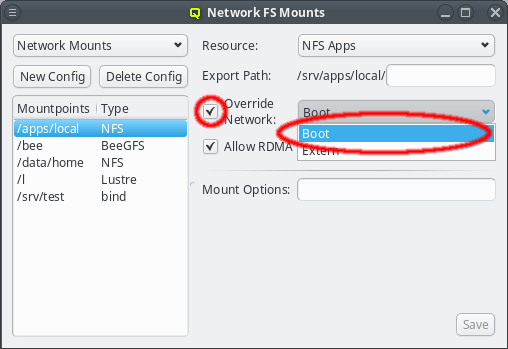 Network FS Mounts
Network Mounts
Resource:
NFS Apps
New Config
Delete Config
Export Path:
/srv/apps/local/
Mountpoints
Type
/apps/local
NFS
/bee
BeeGFS
/data/home
NFS
/l
Lustre
/srv/test
bind
Override
Network:
Boot
Boot
Extern
Allow RDMA
Mount Options:
Save